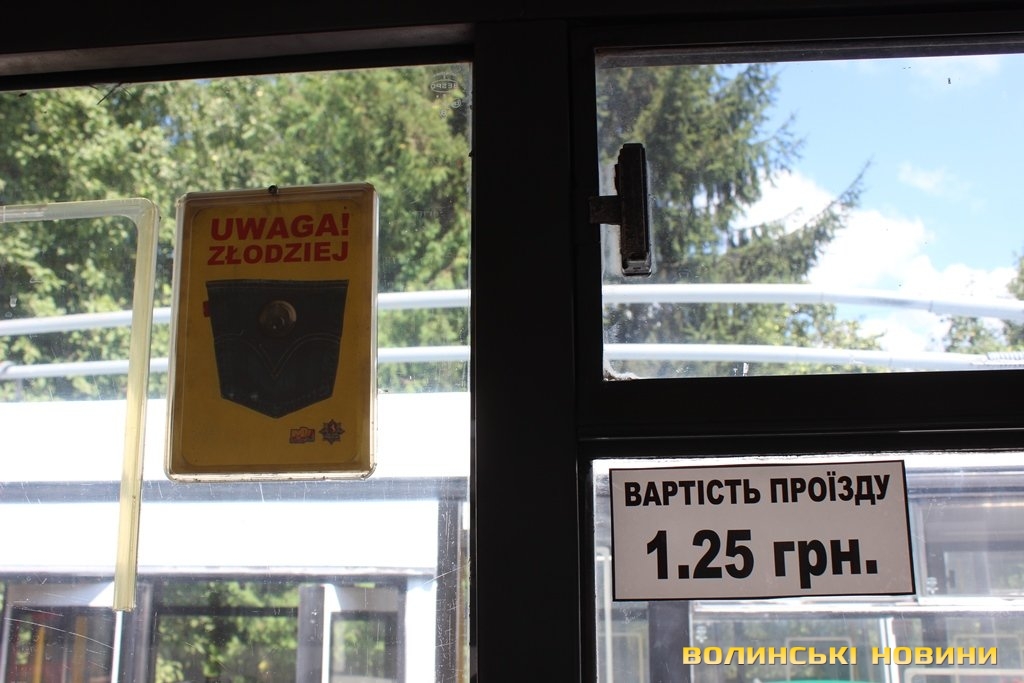 UWAGA!
ZŁODZIEJ
ВАРТІСТЬ ПРОЇЗДУ
1.25 грн.
ВОЛИНСЬКІ НОВИНИ